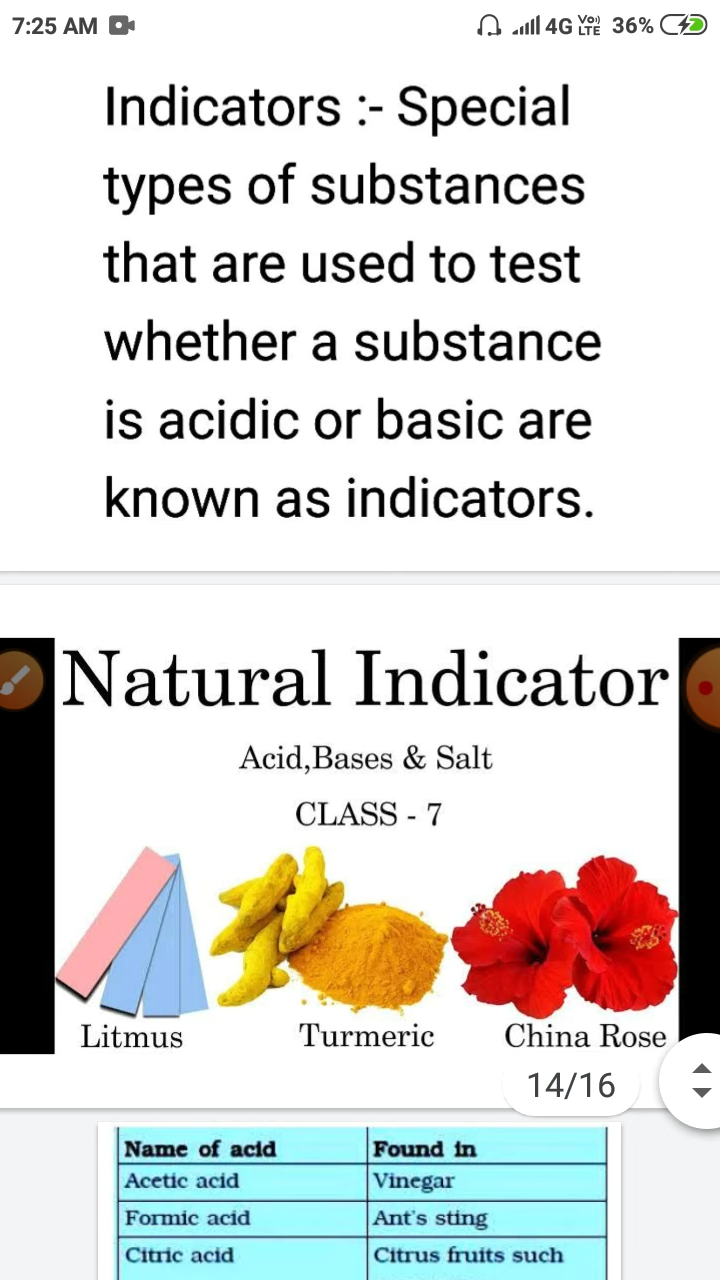 7:25 AM
4G Vo) LTE 36%
Indicators :- Special
types of substances
that are used to test
whether a substance
is acidic or basic are
known as indicators.
Natural Indicator
Acid,Bases & Salt
CLASS - 7
Litmus Turmeric China Rose
14/16
Name of acid Found in
Acetic acid Vinegar
Formic acid Ant's sting
Citric acid Citrus fruits such